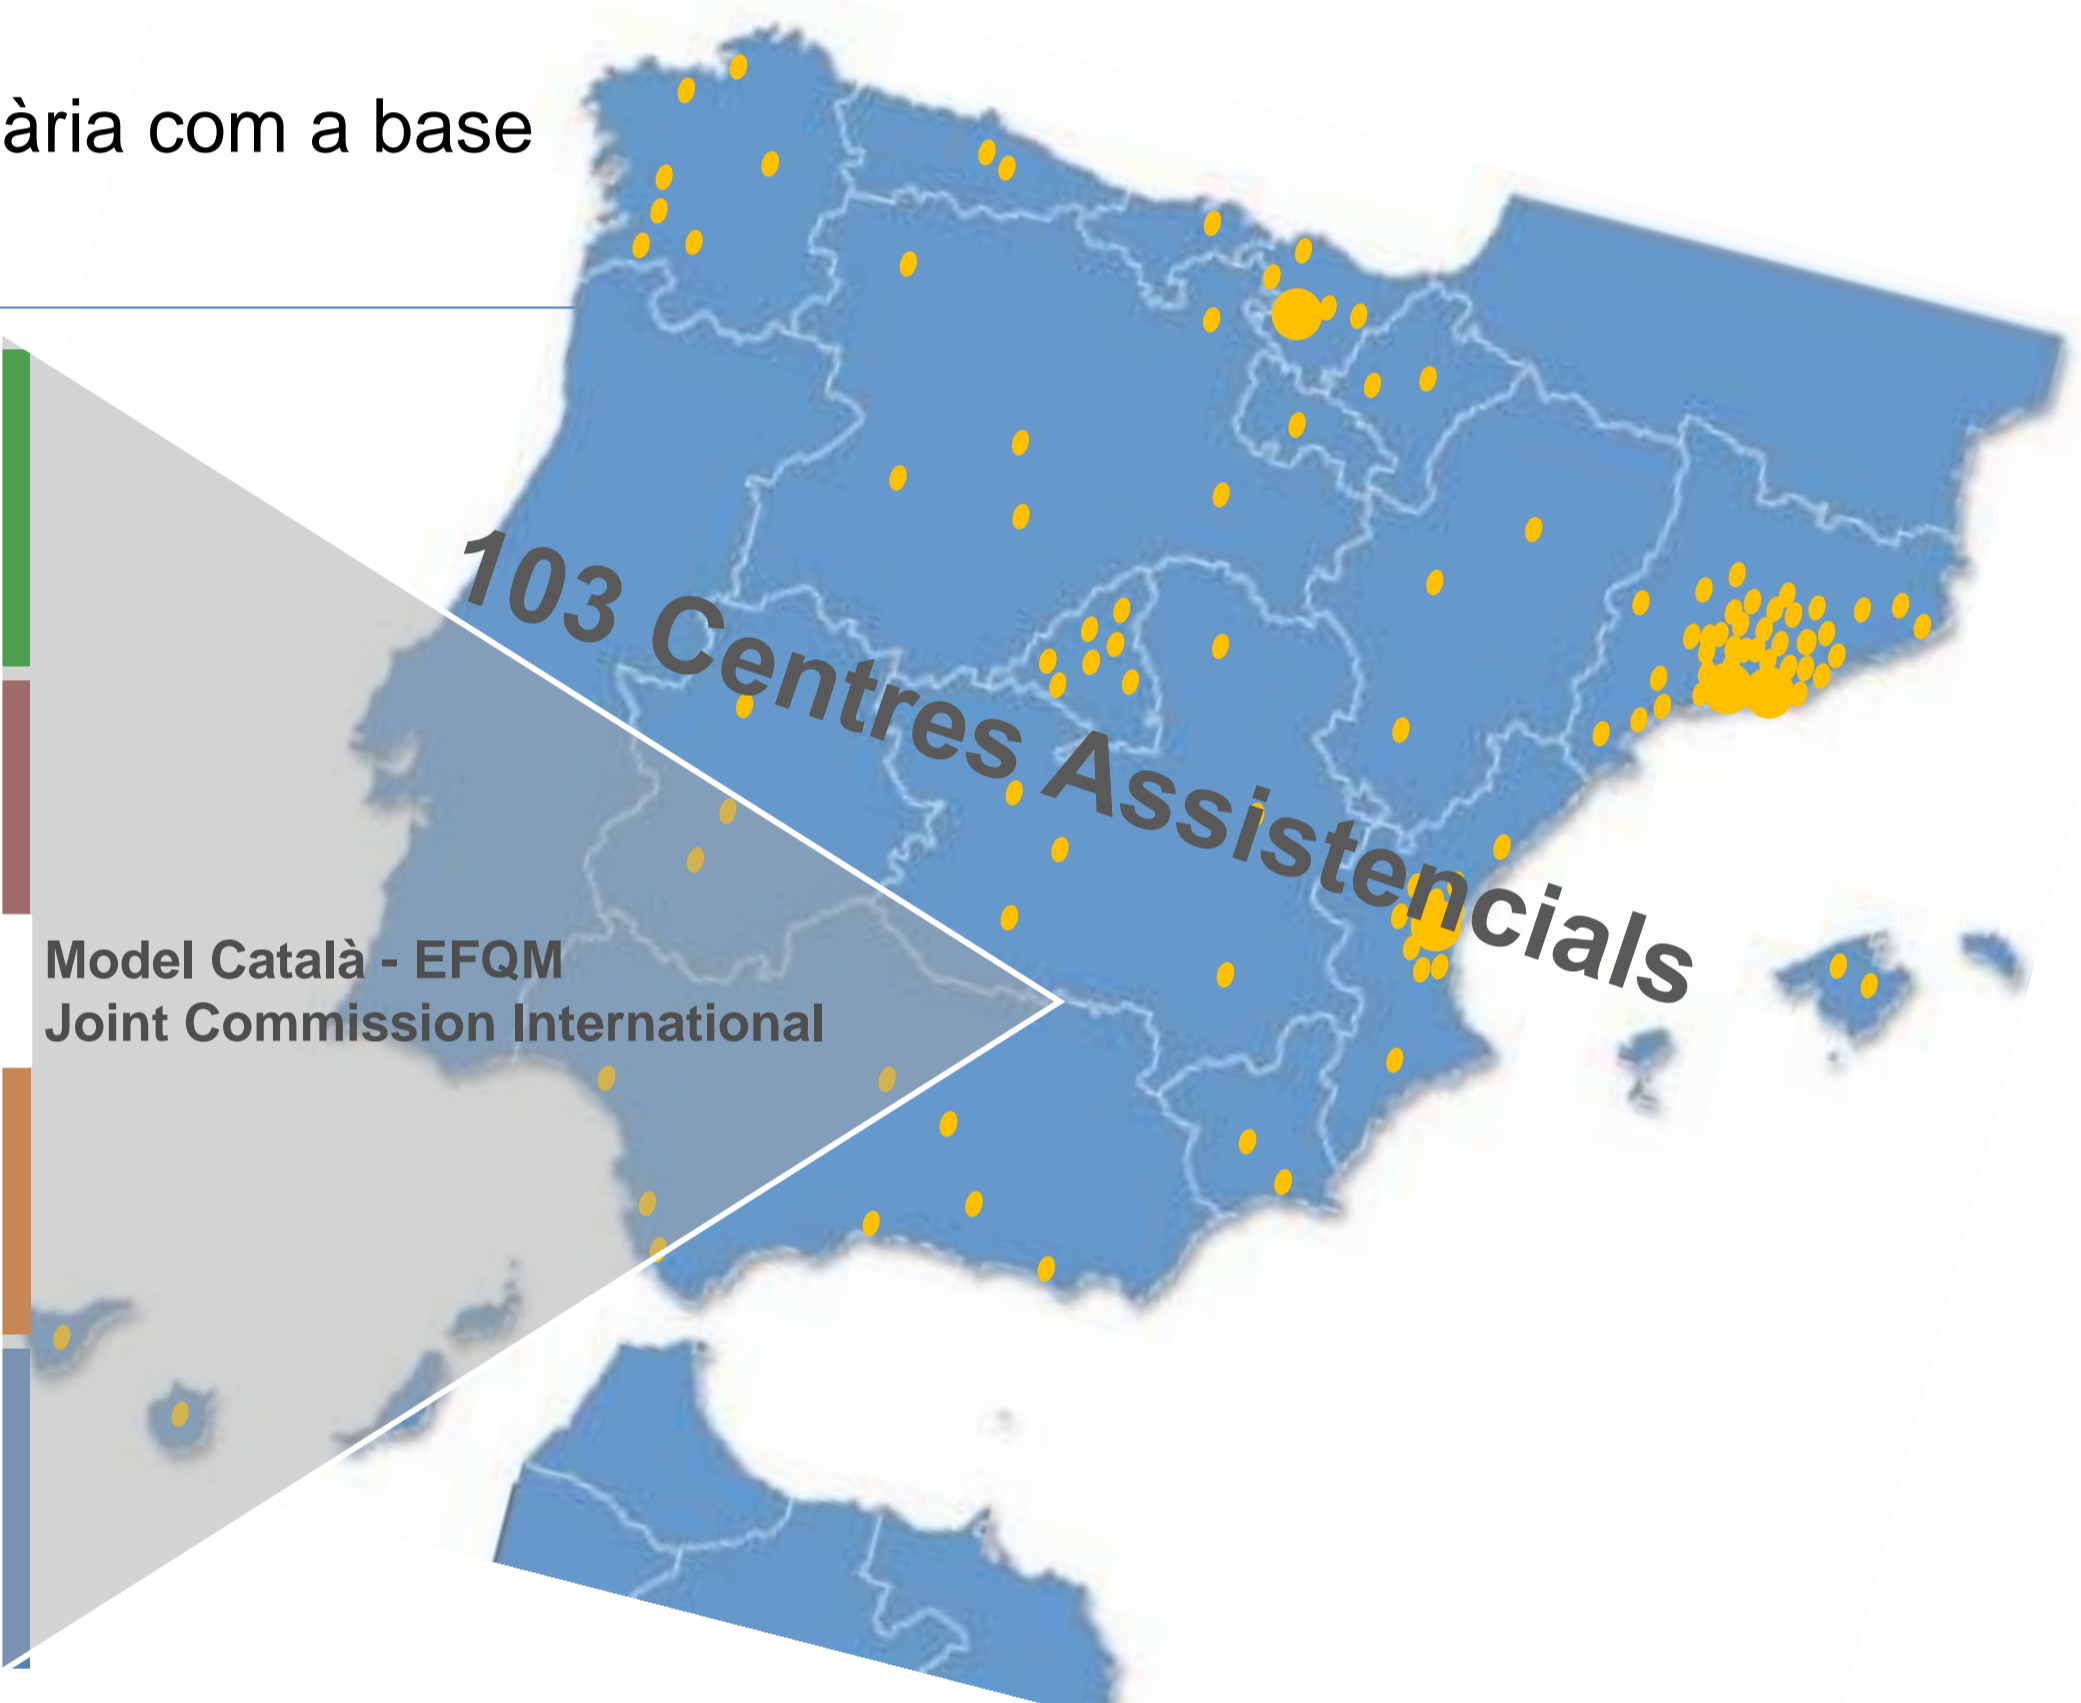 ària com a base
103 Centres Assistencials
Model Català - EFQM
Joint Commission International